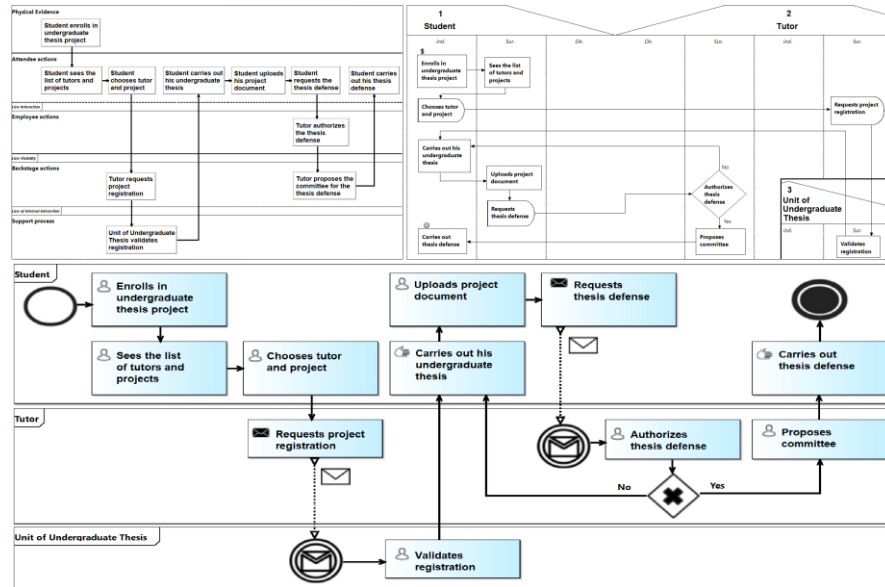 Physical Evidence
Student enrolls in
undergraduate
thesis project
Attendee actions
Student sees the
list of tutors and
projects
Student
chooses tutor
and project
Student carries out
his undergraduate
thesis
Student uploads
his project
document
Student
requests the
thesis defense
Student carries
out his thesis
defense
Line Interaction
Employee actions
Tutor authorizes
the thesis
defense
Line Visibility
Backstage actions
Tutor requests
project
registration
Tutor proposes the
committee for the
thesis defense
Line of Internal Interaction
Support process
Unit of Undergraduate
Thesis validates
registration
1
Student
2
Tutor
Ind.
Sur.
Dir.
Dir.
Sur.
Ind.
Sur.
$
Enrolls in
undergraduate
thesis project
Sees the list
of tutors and
projects
Chooses tutor
and project
Requests project
registration
Carries out his
undergraduate
thesis
Uploads project
document
Requests
thesis defense
No
Authorizes
thesis
defense
Yes
Carries out
thesis defense
Proposes
committee
3
Unit of
Undergraduate
Thesis
Ind.
Sur.
Validates
registration
Student
Enrolls in
undergraduate
thesis project
Uploads project
document
Requests
thesis defense
Sees the list
of tutors and
projects
Chooses tutor
and project
Carries out his
undergraduate
thesis
Carries out
thesis defense
Tutor
Requests project
registration
Authorizes
thesis defense
Proposes
committee
No
Yes
Unit of Undergraduate Thesis
Validates
registration